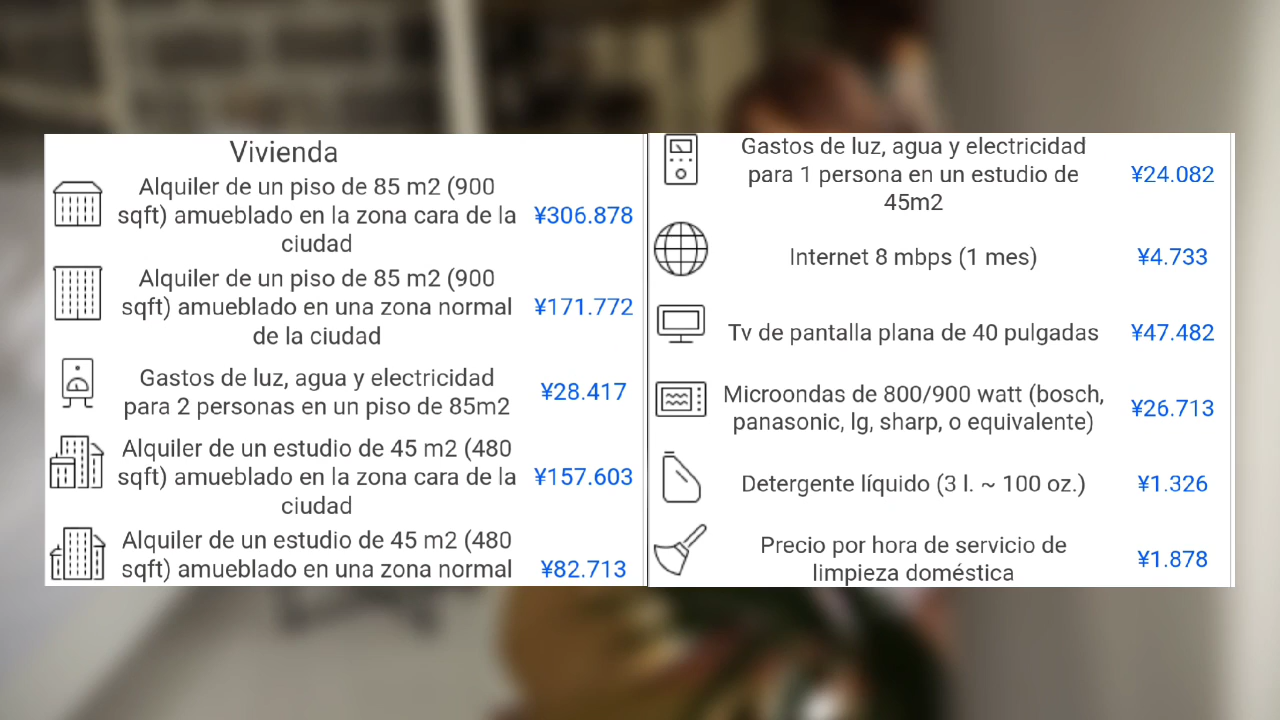 Vivienda
Alquiler de un piso de 85 m2 (900
sqft) amueblado en la zona cara de la
ciudad
¥306.878
Alquiler de un piso de 85 m2 (900
sqft) amueblado en una zona normal
de la ciudad
¥171.772
Gastos de luz, agua y electricidad
para 2 personas en un piso de 85m2
¥28.417
Alquiler de un estudio de 45 m2 (480
sqft) amueblado en la zona cara de la
ciudad
¥157.603
Alquiler de un estudio de 45 m2 (480
sqft) amueblado en una zona normal
¥82.713
Gastos de luz, agua y electricidad
para 1 persona en un estudio de
45m2
¥24.082
Internet 8 mbps (1 mes)
¥4.733
Tv de pantalla plana de 40 pulgadas
¥47.482
Microondas de 800/900 watt (bosch,
panasonic, lg, sharp, o equivalente)
¥26.713
Detergente líquido (3 l. ~ 100 oz.)
¥1.326
Precio por hora de servicio de
limpieza doméstica
¥1.878